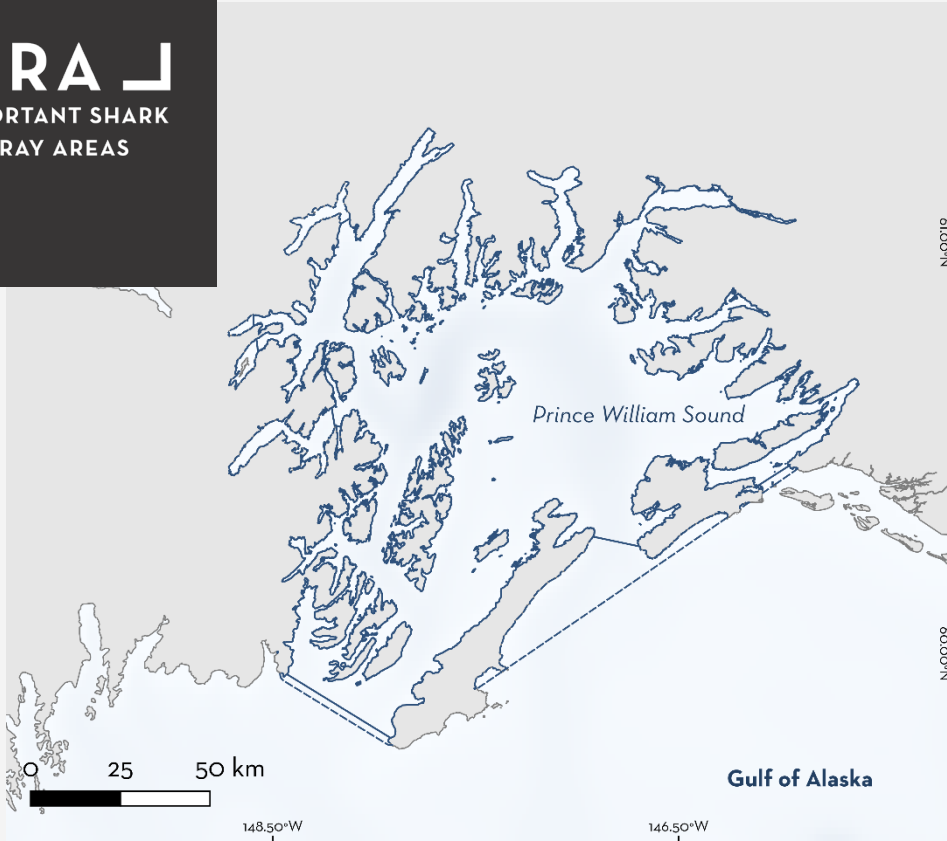 RA
ORTANT SHARK
RAY AREAS
61.00°N
Prince William Sound
60.00°N
0 25 50 km
Gulf of Alaska
148.50°W 146.50°W